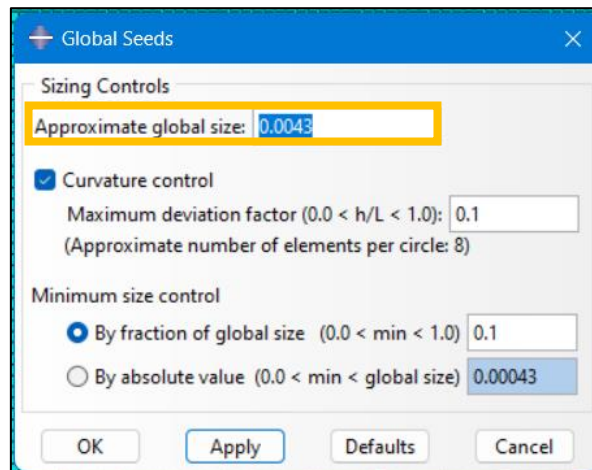 Global Seeds
Sizing Controls
Approximate global size: 0.0043
Curvature control
Maximum deviation factor (0.0 < h/L < 1.0): 0.1
(Approximate number of elements per circle: 8)
Minimum size control
By fraction of global size (0.0 < min < 1.0) 0.1
By absolute value (0.0 < min < global size) 0.00043
OK Apply Defaults Cancel